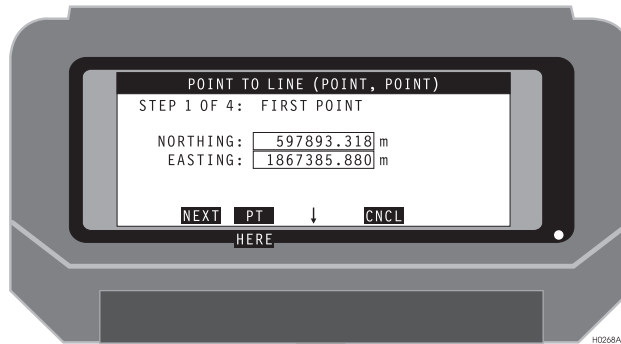 POINT TO LINE (POINT, POINT)
STEP 1 OF 4: FIRST POINT
NORTHING: 597893.318 m
EASTING: 1867385.880 m
NEXT PT ↓ CNCL
HERE
H0268A